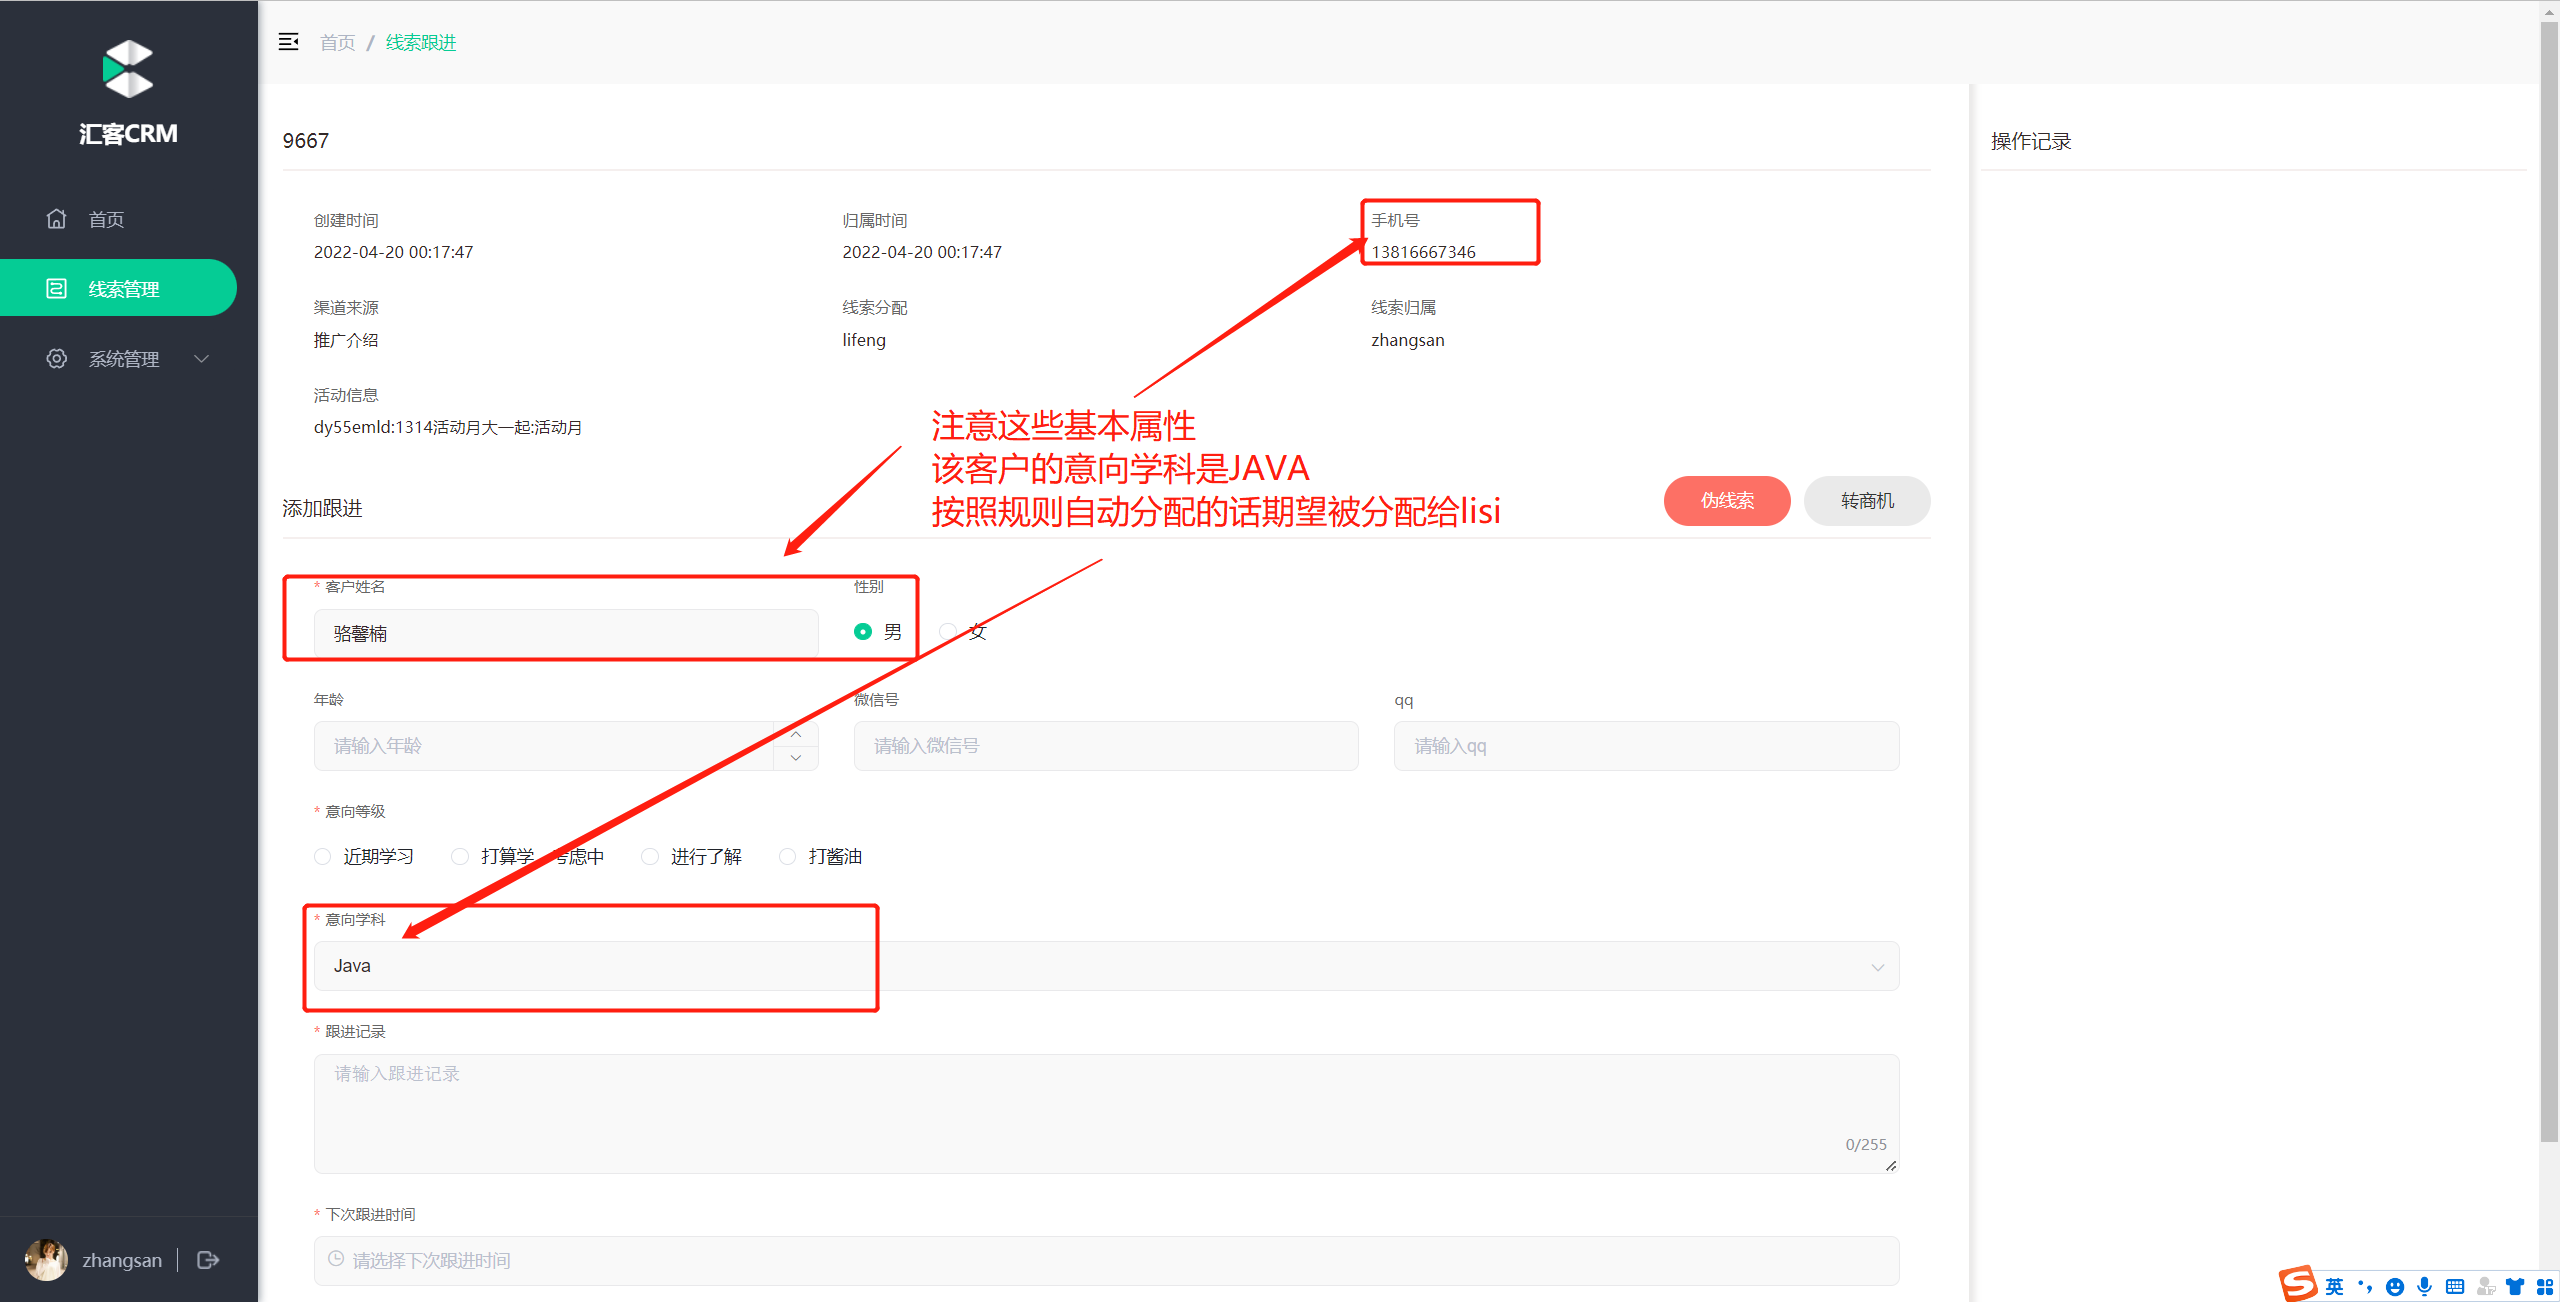 汇客CRM
首页
线索管理
系统管理
zhangsan
首页 / 线索跟进
9667
创建时间
2022-04-20 00:17:47
归属时间
2022-04-20 00:17:47
手机号
13816667346
渠道来源
推广介绍
线索分配
lifeng
线索归属
zhangsan
活动信息
dy55emld:1314活动月大一起:活动月
注意这些基本属性
该客户的意向学科是JAVA
按照规则自动分配的话期望被分配给lisi
添加跟进
伪线索
转商机
* 客户姓名
骆馨楠
性别
男
女
年龄
请输入年龄
微信号
请输入微信号
qq
请输入qq
* 意向等级
近期学习
打算学，考虑中
进行了解
打酱油
* 意向学科
Java
* 跟进记录
请输入跟进记录
0/255
* 下次跟进时间
请选择下次跟进时间
操作记录
S
英